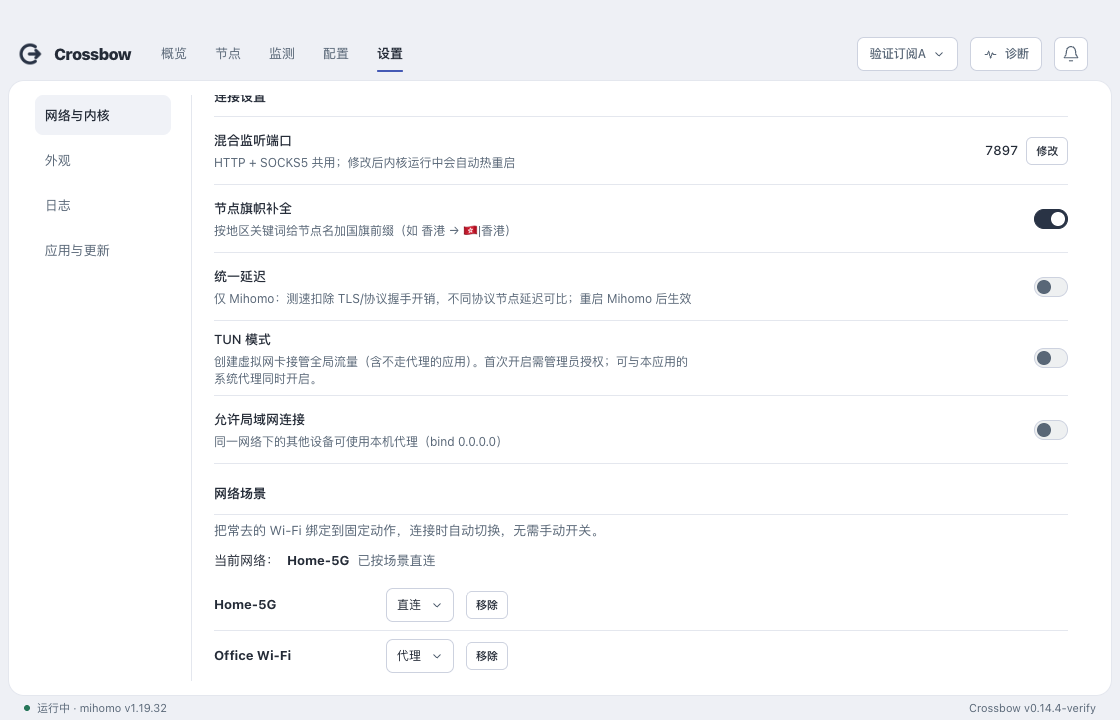 Crossbow
概览
节点
监测
配置
设置
验证订阅A
诊断
网络与内核
外观
日志
应用与更新
连接设置
混合监听端口
HTTP + SOCKS5 共用；修改后内核运行中会自动热重启
7897
修改
节点旗帜补全
按地区关键词给节点名加国旗前缀（如 香港 → 🇭🇰|香港）
统一延迟
仅 Mihomo：测速扣除 TLS/协议握手开销，不同协议节点延迟可比；重启 Mihomo 后生效
TUN 模式
创建虚拟网卡接管全局流量（含不走代理的应用）。首次开启需管理员授权；可与本应用的
系统代理同时开启。
允许局域网连接
同一网络下的其他设备可使用本机代理（bind 0.0.0.0）
网络场景
把常去的 Wi-Fi 绑定到固定动作，连接时自动切换，无需手动开关。
当前网络： Home-5G 已按场景直连
Home-5G
直连
移除
Office Wi-Fi
代理
移除
运行中 · mihomo v1.19.32
Crossbow v0.14.4-verify